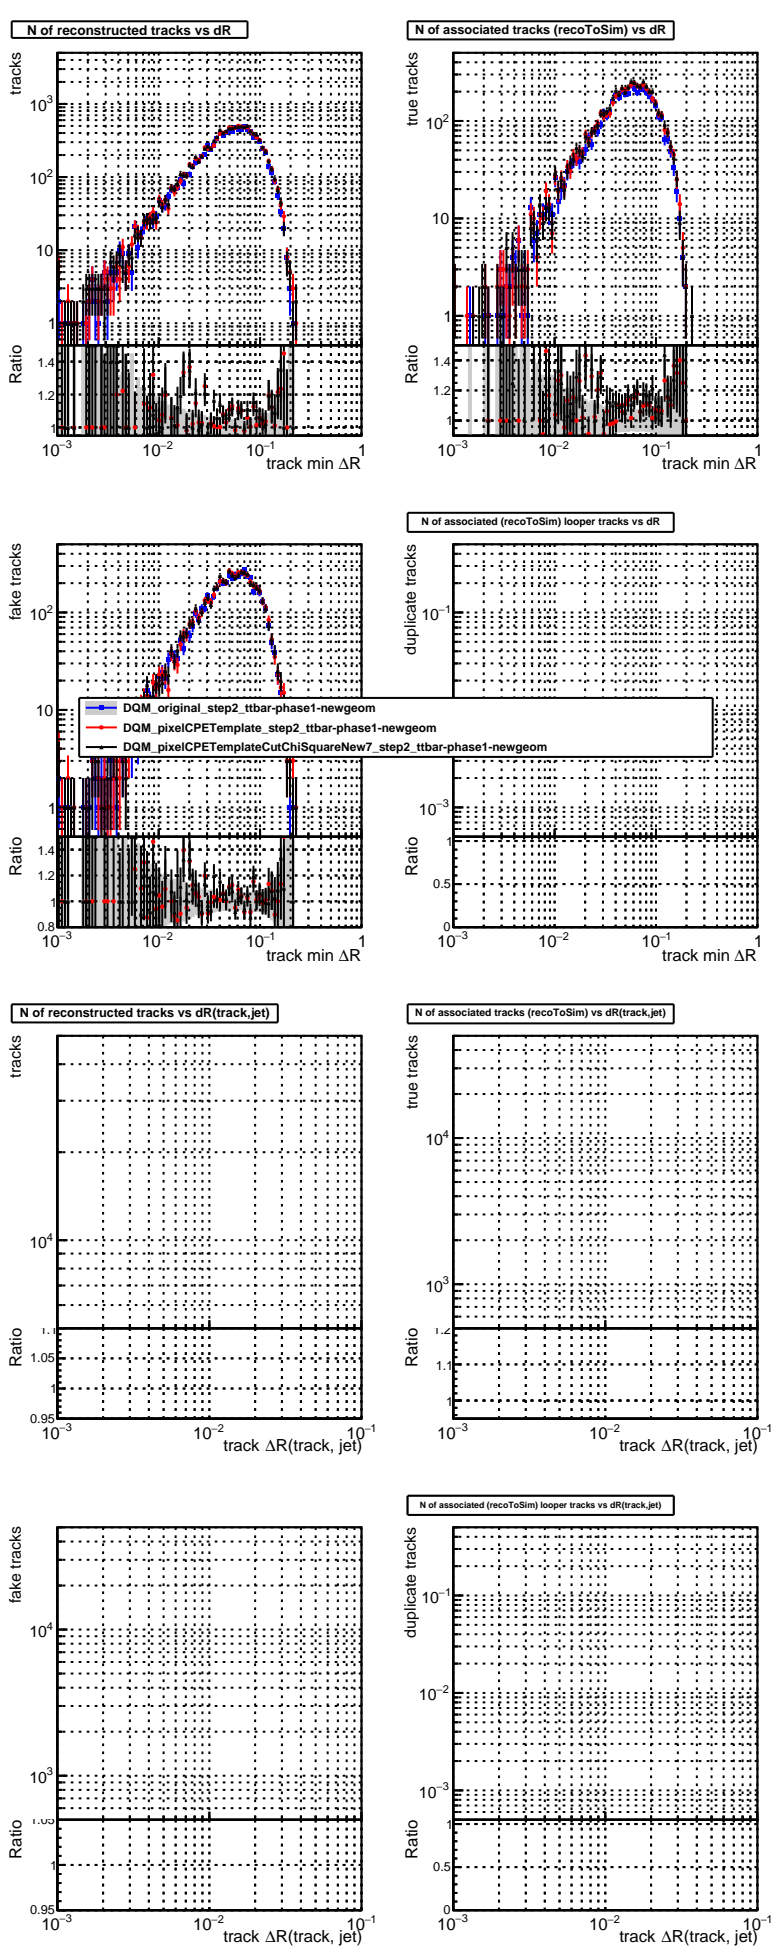 N of reconstructed tracks vs dR
tracks
10³
10²
10
1
Ratio
1.4
1.2
1
10⁻³ 10⁻² 10⁻¹ 1
track min ΔR
N of associated tracks (recoToSim) vs dR
true tracks
10²
10
1
Ratio
1.4
1.2
1
10⁻³ 10⁻² 10⁻¹ 1
track min ΔR
fake tracks
10²
10
1
Ratio
1.4
1.2
1
0.8
10⁻³ 10⁻² 10⁻¹ 1
track min ΔR
N of associated (recoToSim) looper tracks vs dR
duplicate tracks
10⁻¹
10⁻³
Ratio
1
0.5
0
10⁻³ 10⁻² 10⁻¹ 1
track min ΔR
DQM_original_step2_ttbar-phase1-newgeom
DQM_pixelCPETemplate_step2_ttbar-phase1-newgeom
DQM_pixelCPETemplateCutChiSquareNew7_step2_ttbar-phase1-newgeom
N of reconstructed tracks vs dR(track,jet)
tracks
10⁴
Ratio
1.1
1.05
1
0.95
10⁻³ 10⁻² 10⁻¹
track ΔR(track, jet)
N of associated tracks (recoToSim) vs dR(track,jet)
true tracks
10⁴
10³
Ratio
1.2
1.1
1
10⁻³ 10⁻² 10⁻¹
track ΔR(track, jet)
fake tracks
10⁴
10³
Ratio
1.05
1
0.95
10⁻³ 10⁻² 10⁻¹
track ΔR(track, jet)
N of associated (recoToSim) looper tracks vs dR(track,jet)
duplicate tracks
10⁻¹
10⁻²
10⁻³
Ratio
1
0.5
0
10⁻³ 10⁻² 10⁻¹
track ΔR(track, jet)